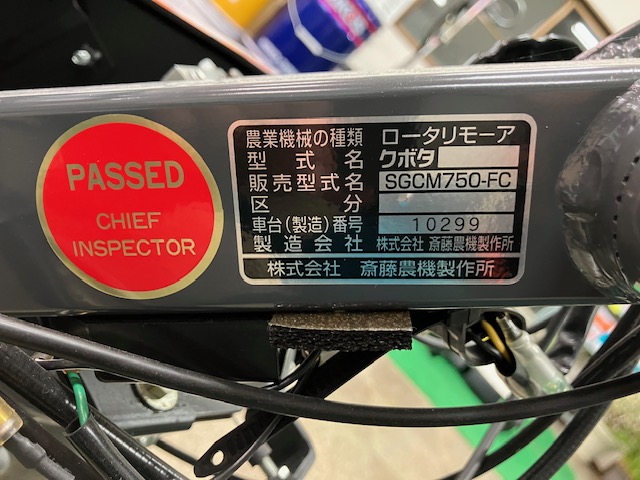 PASSED
CHIEF
INSPECTOR
農業機械の種類 ロータリモーア
型式名 クボタ
販売型式名 SGCM750-FC
区分
車台(製造)番号 10299
製造会社 株式会社 斎藤農機製作所
株式会社 斎藤農機製作所